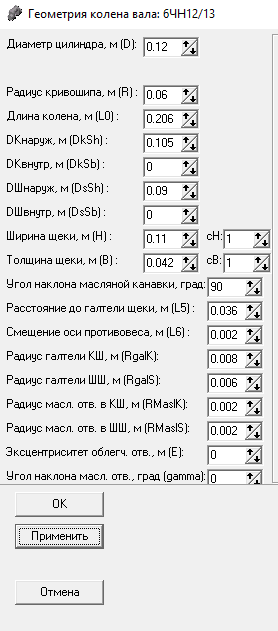 Геометрия колена вала: 6ЧН12/13
Диаметр цилиндра, м (D): 0.12
Радиус кривошипа, м (R) : 0.06
Длина колена, м (L0) : 0.206
DКнаруж, м (DkSh) : 0.105
DКвнутр, м (DkSb) : 0
DШнаруж, м (DsSh) : 0.09
DШвнутр, м (DsSb) 0
Ширина щеки, м (H) : 0.11 cH: 1
Толщина щеки, м (B) : 0.042 cB: 1
Угол наклона масляной канавки, град: 90
Расстояние до галтели щеки, м (L5) : 0.036
Смещение оси противовеса, м (L6) : 0.002
Радиус галтели КШ, м (RgalK): 0.008
Радиус галтели ШШ, м (RgalS): 0.006
Радиус масл. отв. в КШ, м (RMaslK): 0.002
Радиус масл. отв. в ШШ, м (RMaslS): 0.002
Эксцентриситет облегч. отв., м (E): 0
Угол наклона масл. отв., град (gamma): 0
OK
Применить
Отмена